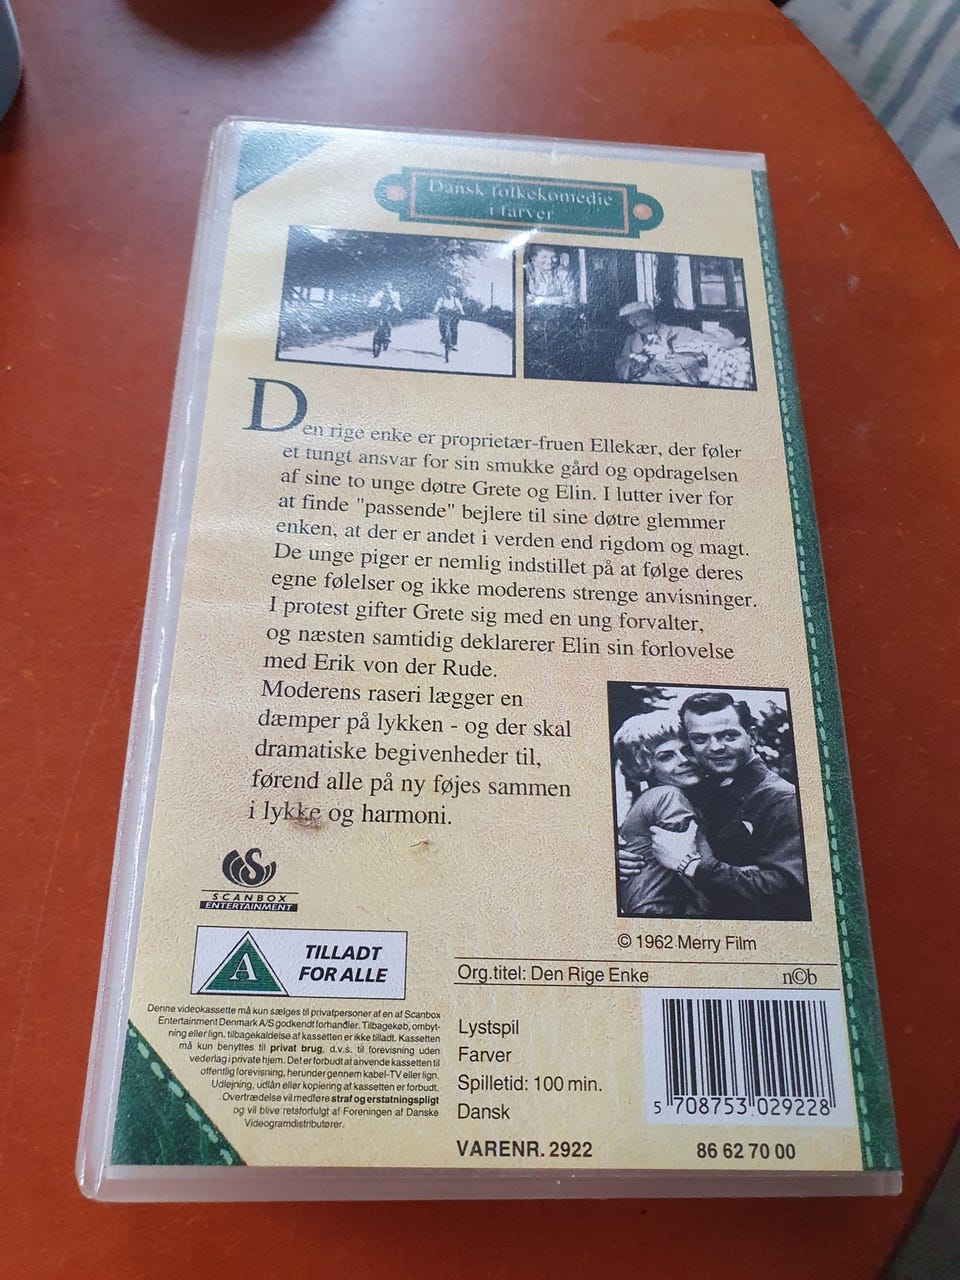 Dansk folkekomedie
i farver
Den rige enke er proprietær-fruen Ellekær, der føler
et tungt ansvar for sin smukke gård og opdragelsen
af sine to unge døtre Grete og Elin. I lutter iver for
at finde "passende" bejlere til sine døtre glemmer
enken, at der er andet i verden end rigdom og magt.
De unge piger er nemlig indstillet på at følge deres
egne følelser og ikke moderens strenge anvisninger.
I protest gifter Grete sig med en ung forvalter,
og næsten samtidig deklarerer Elin sin forlovelse
med Erik von der Rude.
Moderens raseri lægger en
dæmper på lykken - og der skal
dramatiske begivenheder til,
førend alle på ny føjes sammen
i lykke og harmoni.
SCANBOX
ENTERTAINMENT
A
TILLADT
FOR ALLE
Denne videokassette må kun sælges til privatpersoner af en af Scanbox
Entertainment Denmark A/S godkendt forhandler. Tilbagekøb, ombyt-
ning eller lign. tilbagekaldelse af kassetten er ikke tilladt. Kassetten
må kun benyttes til privat brug, d.v.s. til forevisning uden
vederlag i private hjem. Det er forbudt at anvende kassetten til
offentlig forevisning, herunder gennem kabel-TV eller lign.
Udlejning, udlån eller kopiering af kassetten er forbudt.
Overtrædelse vil medføre straf og erstatningspligt
og vil blive retsforfulgt af Foreningen af Danske
Videogramdistributører.
© 1962 Merry Film
Org.titel: Den Rige Enke
n©b
Lystspil
Farver
Spilletid: 100 min.
Dansk
VARENR. 2922
5 708753 029228
86 62 70 00